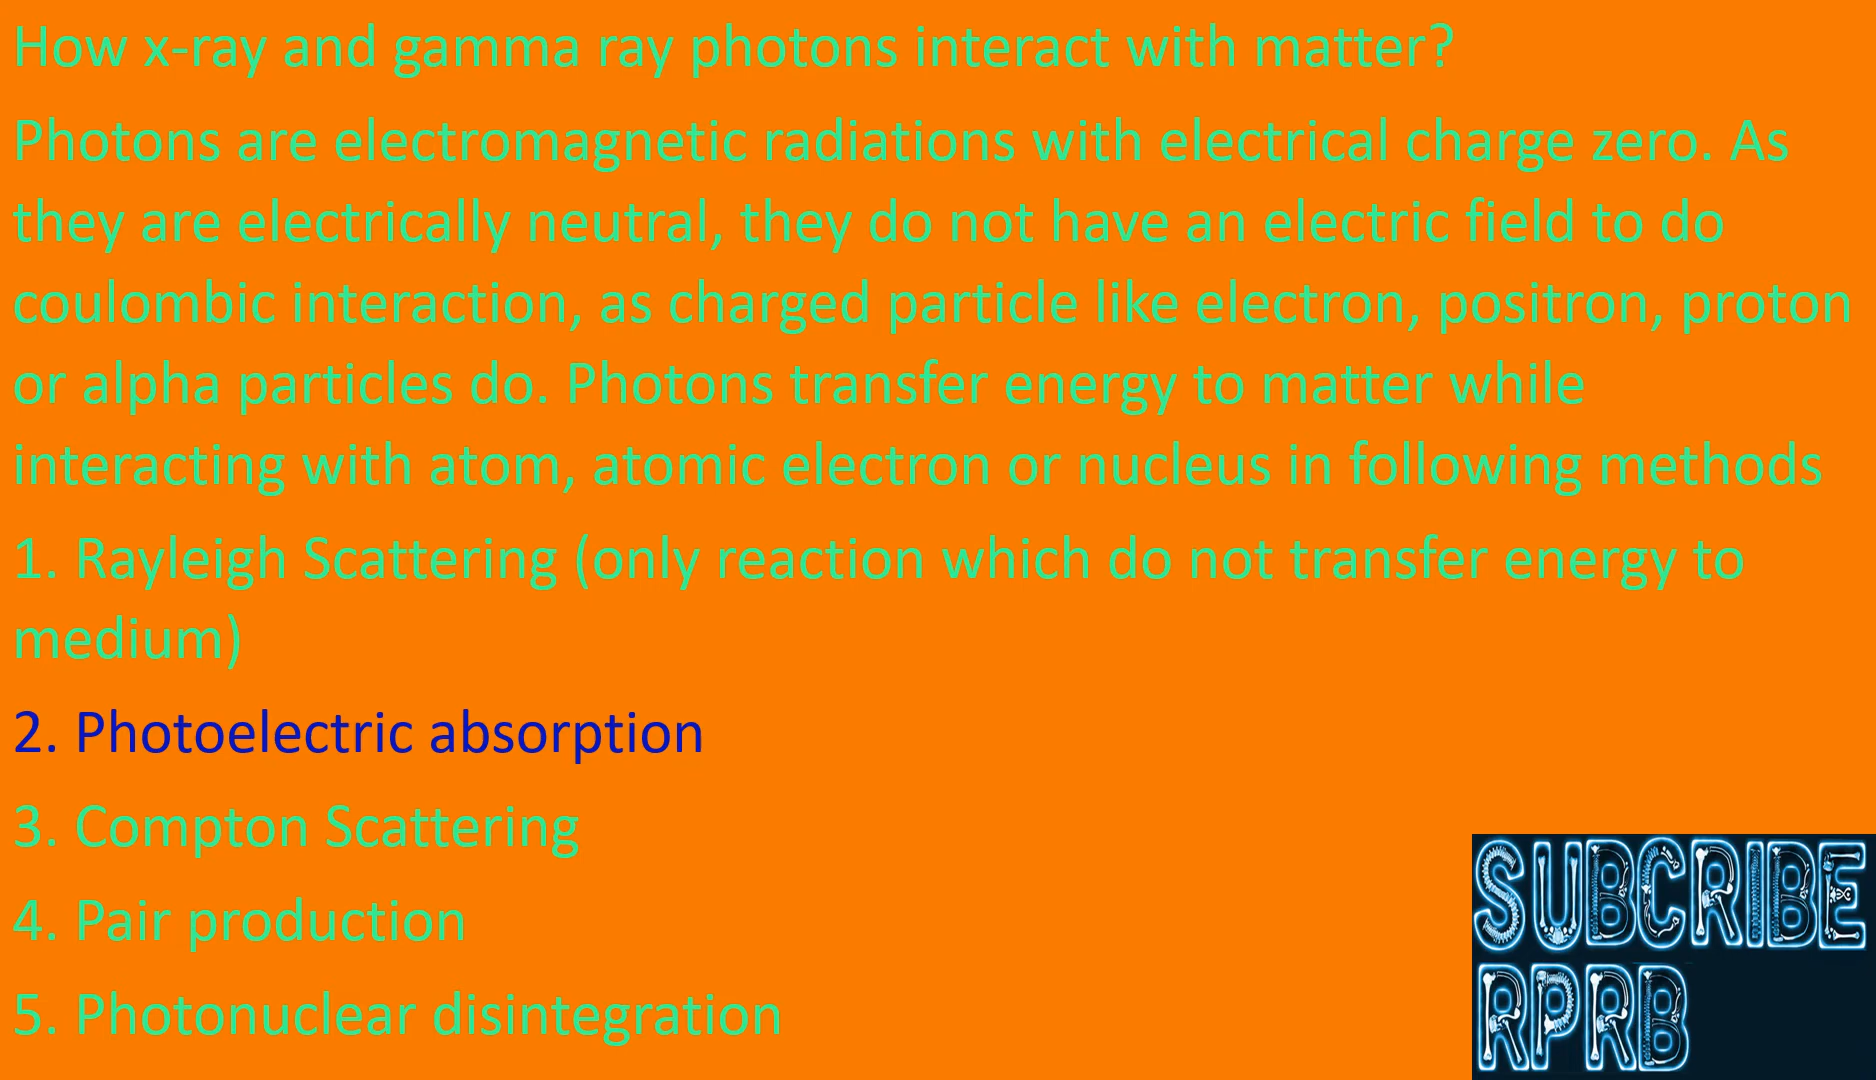 How x-ray and gamma ray photons interact with matter?
Photons are electromagnetic radiations with electrical charge zero. As
they are electrically neutral, they do not have an electric field to do
coulombic interaction, as charged particle like electron, positron, proton
or alpha particles do. Photons transfer energy to matter while
interacting with atom, atomic electron or nucleus in following methods
1. Rayleigh Scattering (only reaction which do not transfer energy to
medium)
2. Photoelectric absorption
3. Compton Scattering
4. Pair production
5. Photonuclear disintegration
SUBCRIBE
RPRB